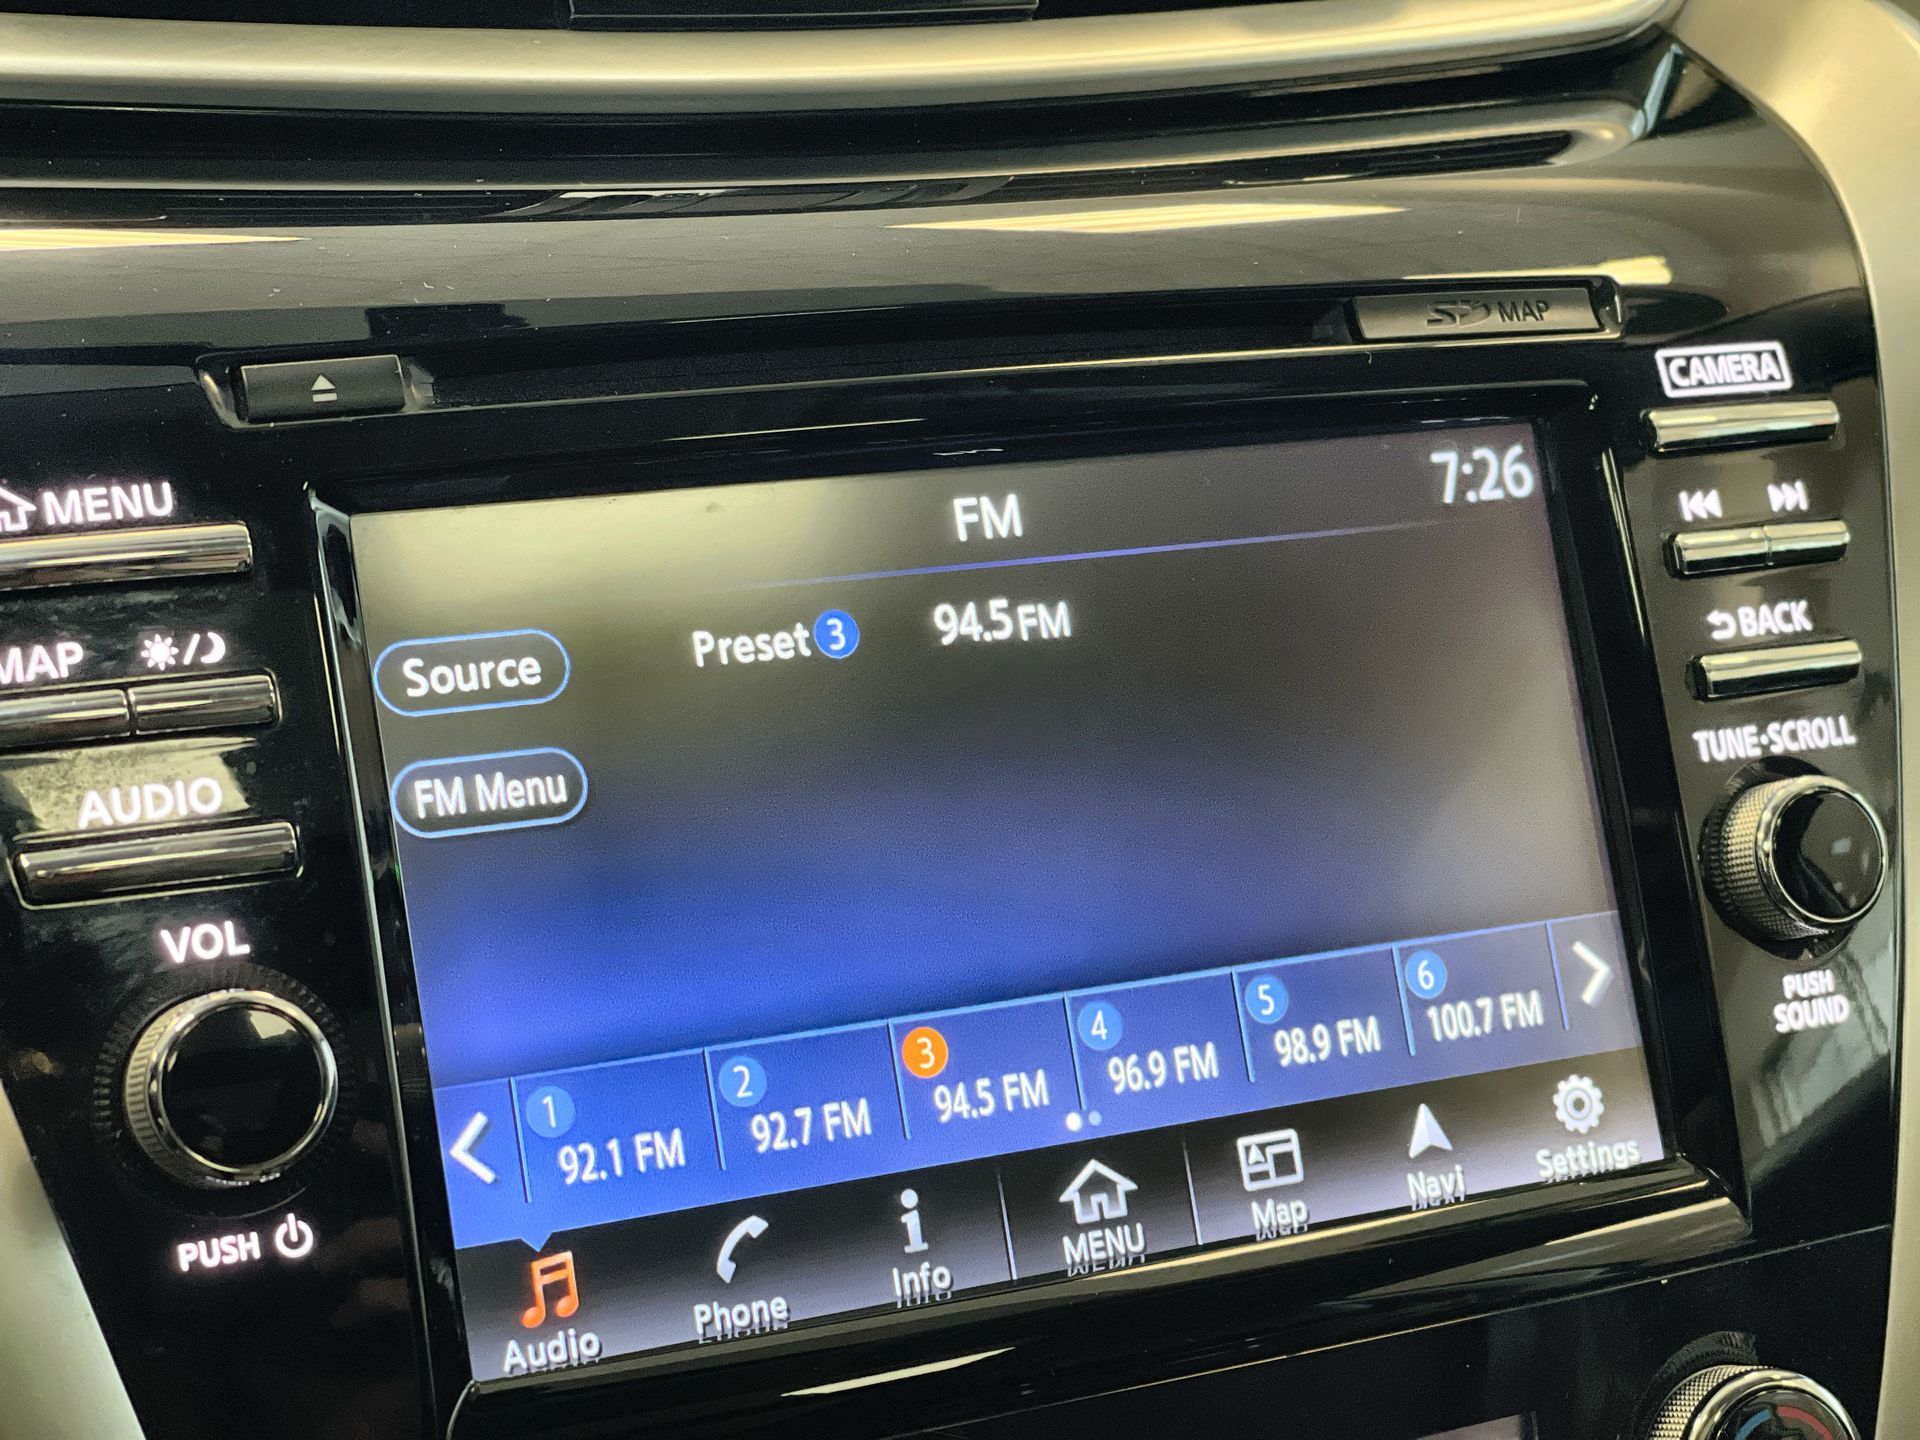 SD MAP
CAMERA
MENU
MAP
AUDIO
VOL
PUSH
FM
7:26
Source
Preset 3 94.5 FM
FM Menu
1 92.1 FM
2 92.7 FM
3 94.5 FM
4 96.9 FM
5 98.9 FM
6 100.7 FM
Audio
Phone
Info
MENU
Map
Navi
Settings
BACK
TUNE·SCROLL
PUSH
SOUND